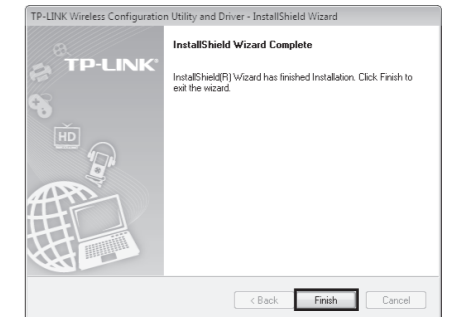 TP-LINK Wireless Configuration Utility and Driver - InstallShield Wizard
TP-LINK®
InstallShield Wizard Complete
InstallShield(R) Wizard has finished Installation. Click Finish to
exit the wizard.
HD
< Back
Finish
Cancel